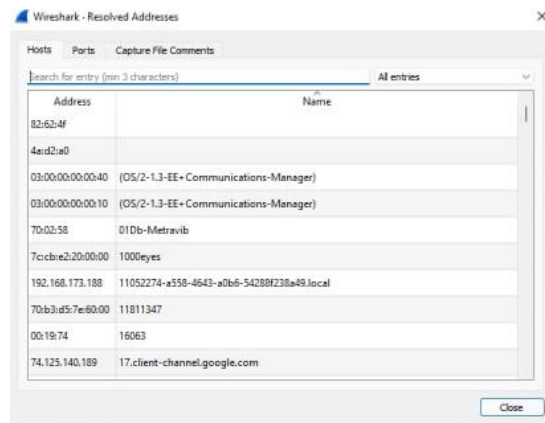 Wireshark · Resolved Addresses
Hosts Ports Capture File Comments
Search for entry (min 3 characters) All entries
Address Name
82:62:4f
4a:d2:a0
03:00:00:00:00:40 (OS/2-1.3-EE+Communications-Manager)
03:00:00:00:00:10 (OS/2-1.3-EE+Communications-Manager)
70:02:58 01Db-Metravib
7c:cb:e2:20:00:00 1000eyes
192.168.173.188 11052274-a558-4643-a0b6-54288f238a49.local
70:b3:d5:7e:60:00 11811347
00:19:74 16063
74.125.140.189 17.client-channel.google.com
Close